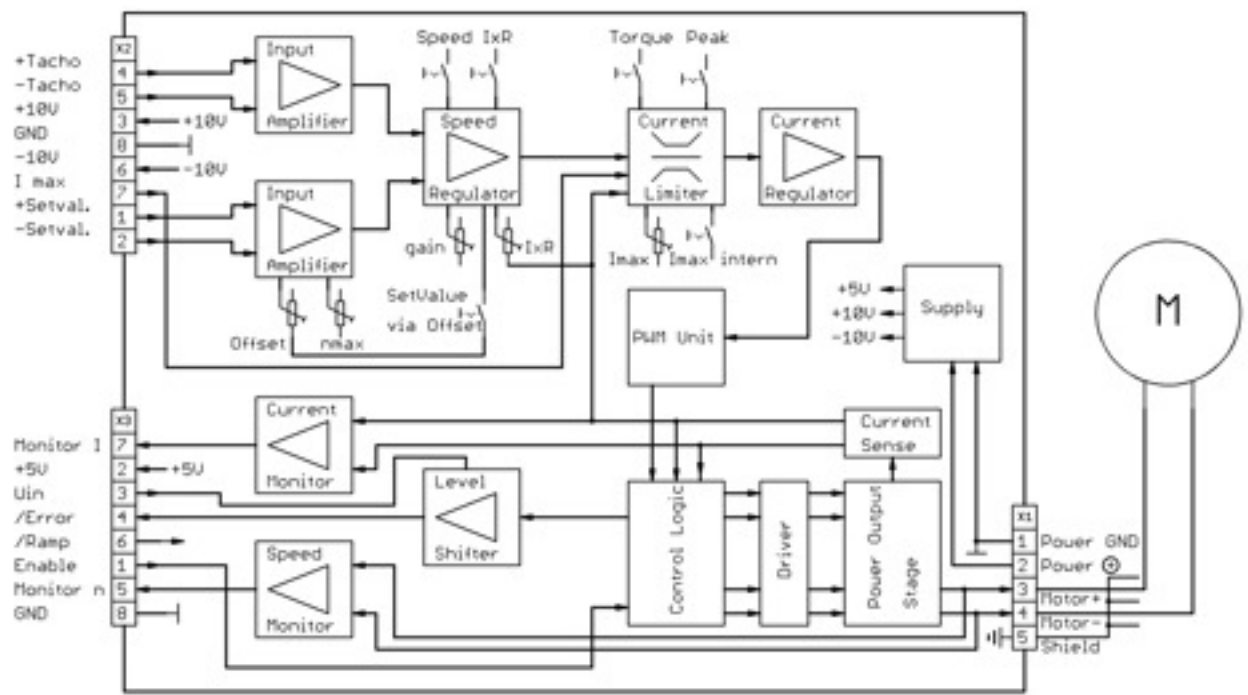 Speed IxR
Torque Peak
X2
+Tacho
4
-Tacho
5
+10V
3
+10V
GND
8
-10V
6
-10V
I max
7
+Setval.
1
-Setval.
2
Input
Amplifier
Input
Amplifier
Offset
nmax
Speed
Regulator
gain
IxR
SetValue
via Offset
Current
Limiter
Imax
Imax intern
Current
Regulator
PWM Unit
+5V
+10V
-10V
Supply
M
X3
Monitor I
7
+5V
2
+5V
Uin
3
/Error
4
/Ramp
6
Enable
1
Monitor n
5
GND
8
Current
Monitor
Level
Shifter
Speed
Monitor
Current
Sense
Control Logic
Driver
Power Output
Stage
X1
1
Power GND
2
Power ⊕
3
Motor+
4
Motor-
5
Shield